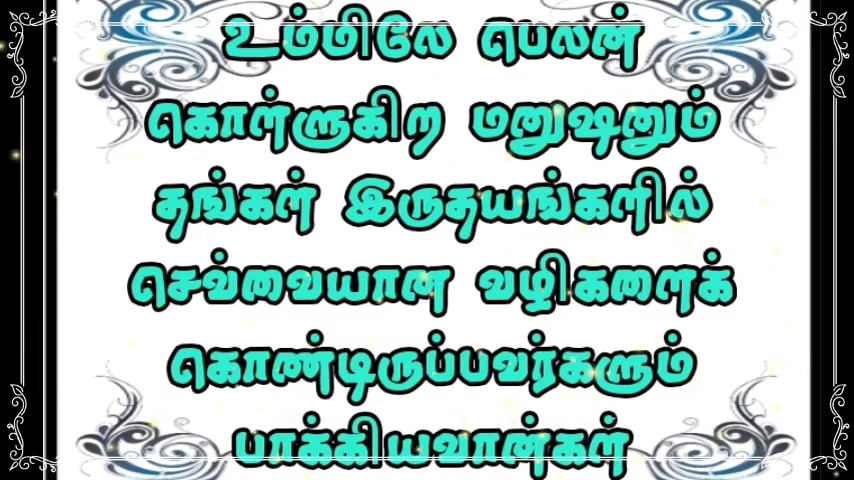 உம்மிலே பெலன்
கொள்ளுகிற மனுஷனும்
தங்கள் இருதயங்களில்
செவ்வையான வழிகளைக்
கொண்டிருப்பவர்களும்
பாக்கியவான்கள்